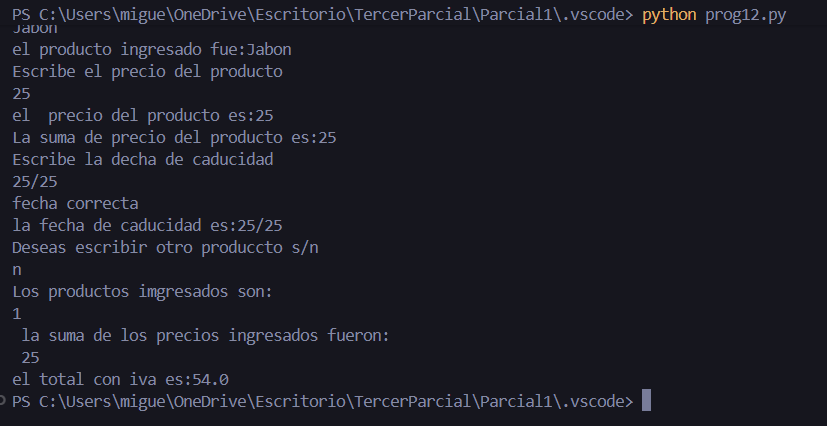 PS C:\Users\migue\OneDrive\Escritorio\TercerParcial\Parcial1\.vscode> python prog12.py
Jabon
el producto ingresado fue:Jabon
Escribe el precio del producto
25
el  precio del producto es:25
La suma de precio del producto es:25
Escribe la decha de caducidad
25/25
fecha correcta
la fecha de caducidad es:25/25
Deseas escribir otro produccto s/n
n
Los productos imgresados son:
1
 la suma de los precios ingresados fueron:
 25
el total con iva es:54.0
PS C:\Users\migue\OneDrive\Escritorio\TercerParcial\Parcial1\.vscode>